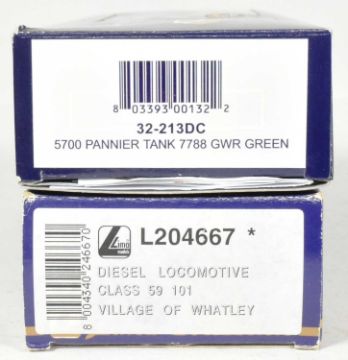 8 03393 00132 2
32-213DC
5700 PANNIER TANK 7788 GWR GREEN
Lima
L204667 *
8 004340 246670
DIESEL LOCOMOTIVE
CLASS 59 101
VILLAGE OF WHATLEY